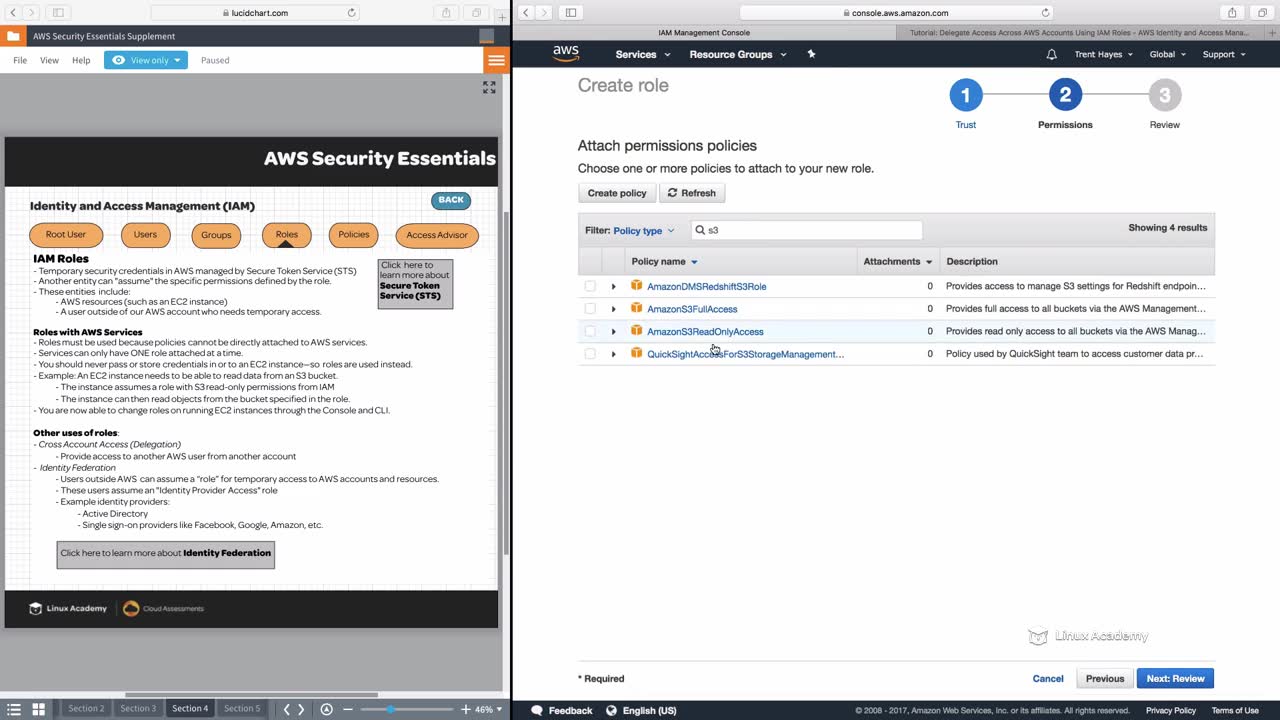 lucidchart.com
AWS Security Essentials Supplement
File View Help View only Paused
AWS Security Essentials
Identity and Access Management (IAM)
BACK
Root User Users Groups Roles Policies Access Advisor
IAM Roles
- Temporary security credentials in AWS managed by Secure Token Service (STS)
- Another entity can "assume" the specific permissions defined by the role.
- These entities include:
- AWS resources (such as an EC2 instance)
- A user outside of our AWS account who needs temporary access.
Click here to
learn more about
Secure Token
Service (STS)
Roles with AWS Services
- Roles must be used because policies cannot be directly attached to AWS services.
- Services can only have ONE role attached at a time.
- You should never pass or store credentials in or to an EC2 instance—so roles are used instead.
- Example: An EC2 instance needs to be able to read data from an S3 bucket.
- The instance assumes a role with S3 read-only permissions from IAM
- The instance can then read objects from the bucket specified in the role.
- You are now able to change roles on running EC2 instances through the Console and CLI.
Other uses of roles:
- Cross Account Access (Delegation)
- Provide access to another AWS user from another account
- Identity Federation
- Users outside AWS can assume a "role" for temporary access to AWS accounts and resources.
- These users assume an "Identity Provider Access" role
- Example identity providers:
- Active Directory
- Single sign-on providers like Facebook, Google, Amazon, etc.
Click here to learn more about Identity Federation
Linux Academy Cloud Assessments
Section 2 Section 3 Section 4 Section 5 46%
console.aws.amazon.com
IAM Management Console Tutorial: Delegate Access Across AWS Accounts Using IAM Roles - AWS Identity and Access Mana...
aws Services Resource Groups Trent Hayes Global Support
Create role
1 2 3
Trust Permissions Review
Attach permissions policies
Choose one or more policies to attach to your new role.
Create policy Refresh
Filter: Policy type s3 Showing 4 results
Policy name Attachments Description
AmazonDMSRedshiftS3Role 0 Provides access to manage S3 settings for Redshift endpoin...
AmazonS3FullAccess 0 Provides full access to all buckets via the AWS Management...
AmazonS3ReadOnlyAccess 0 Provides read only access to all buckets via the AWS Manag...
QuickSightAccessForS3StorageManagement... 0 Policy used by QuickSight team to access customer data pr...
Linux Academy
* Required Cancel Previous Next: Review
Feedback English (US) © 2008 - 2017, Amazon Web Services, Inc. or its affiliates. All rights reserved. Privacy Policy Terms of Use